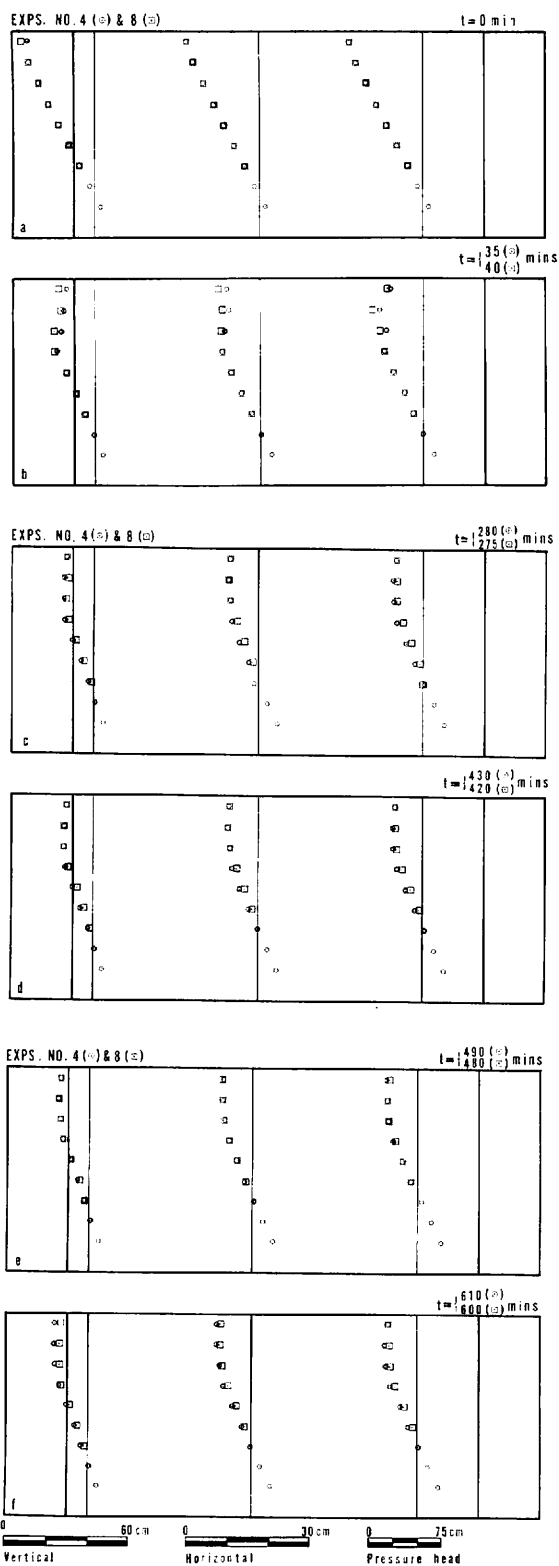 EXPS. NO. 4 (⊙) & 8 (⊡) t=0 min
a
t= 35 (⊙) mins
40 (⊡)
b
EXPS. NO. 4 (⊙) & 8 (⊡) t= 280 (⊙) mins
275 (⊡)
c
t= 430 (⊙) mins
420 (⊡)
d
EXPS. NO. 4 (⊙) & 8 (⊡) t= 490 (⊙) mins
480 (⊡)
e
t= 610 (⊙) mins
600 (⊡)
f
0 60 cm 0 30 cm 0 75 cm
Vertical Horizontal Pressure head